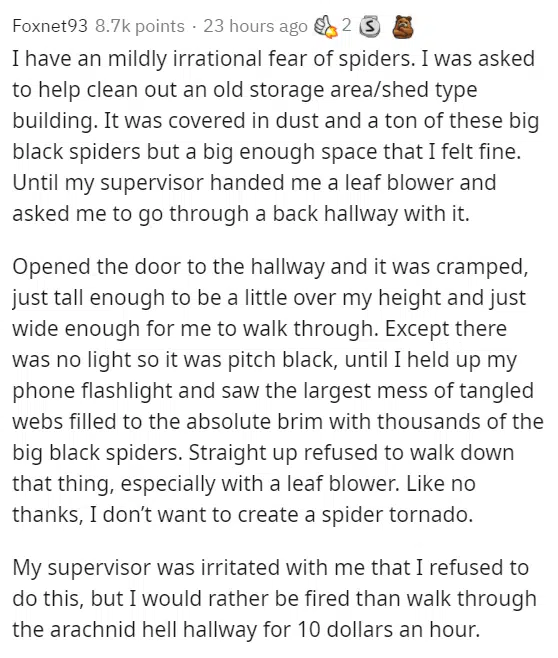 Foxnet93 8.7k points · 23 hours ago 2 S
I have an mildly irrational fear of spiders. I was asked
to help clean out an old storage area/shed type
building. It was covered in dust and a ton of these big
black spiders but a big enough space that I felt fine.
Until my supervisor handed me a leaf blower and
asked me to go through a back hallway with it.
Opened the door to the hallway and it was cramped,
just tall enough to be a little over my height and just
wide enough for me to walk through. Except there
was no light so it was pitch black, until I held up my
phone flashlight and saw the largest mess of tangled
webs filled to the absolute brim with thousands of the
big black spiders. Straight up refused to walk down
that thing, especially with a leaf blower. Like no
thanks, I don’t want to create a spider tornado.
My supervisor was irritated with me that I refused to
do this, but I would rather be fired than walk through
the arachnid hell hallway for 10 dollars an hour.